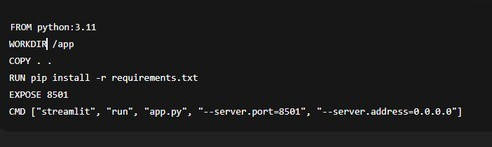 FROM python:3.11
WORKDIR /app
COPY . .
RUN pip install -r requirements.txt
EXPOSE 8501
CMD ["streamlit", "run", "app.py", "--server.port=8501", "--server.address=0.0.0.0"]